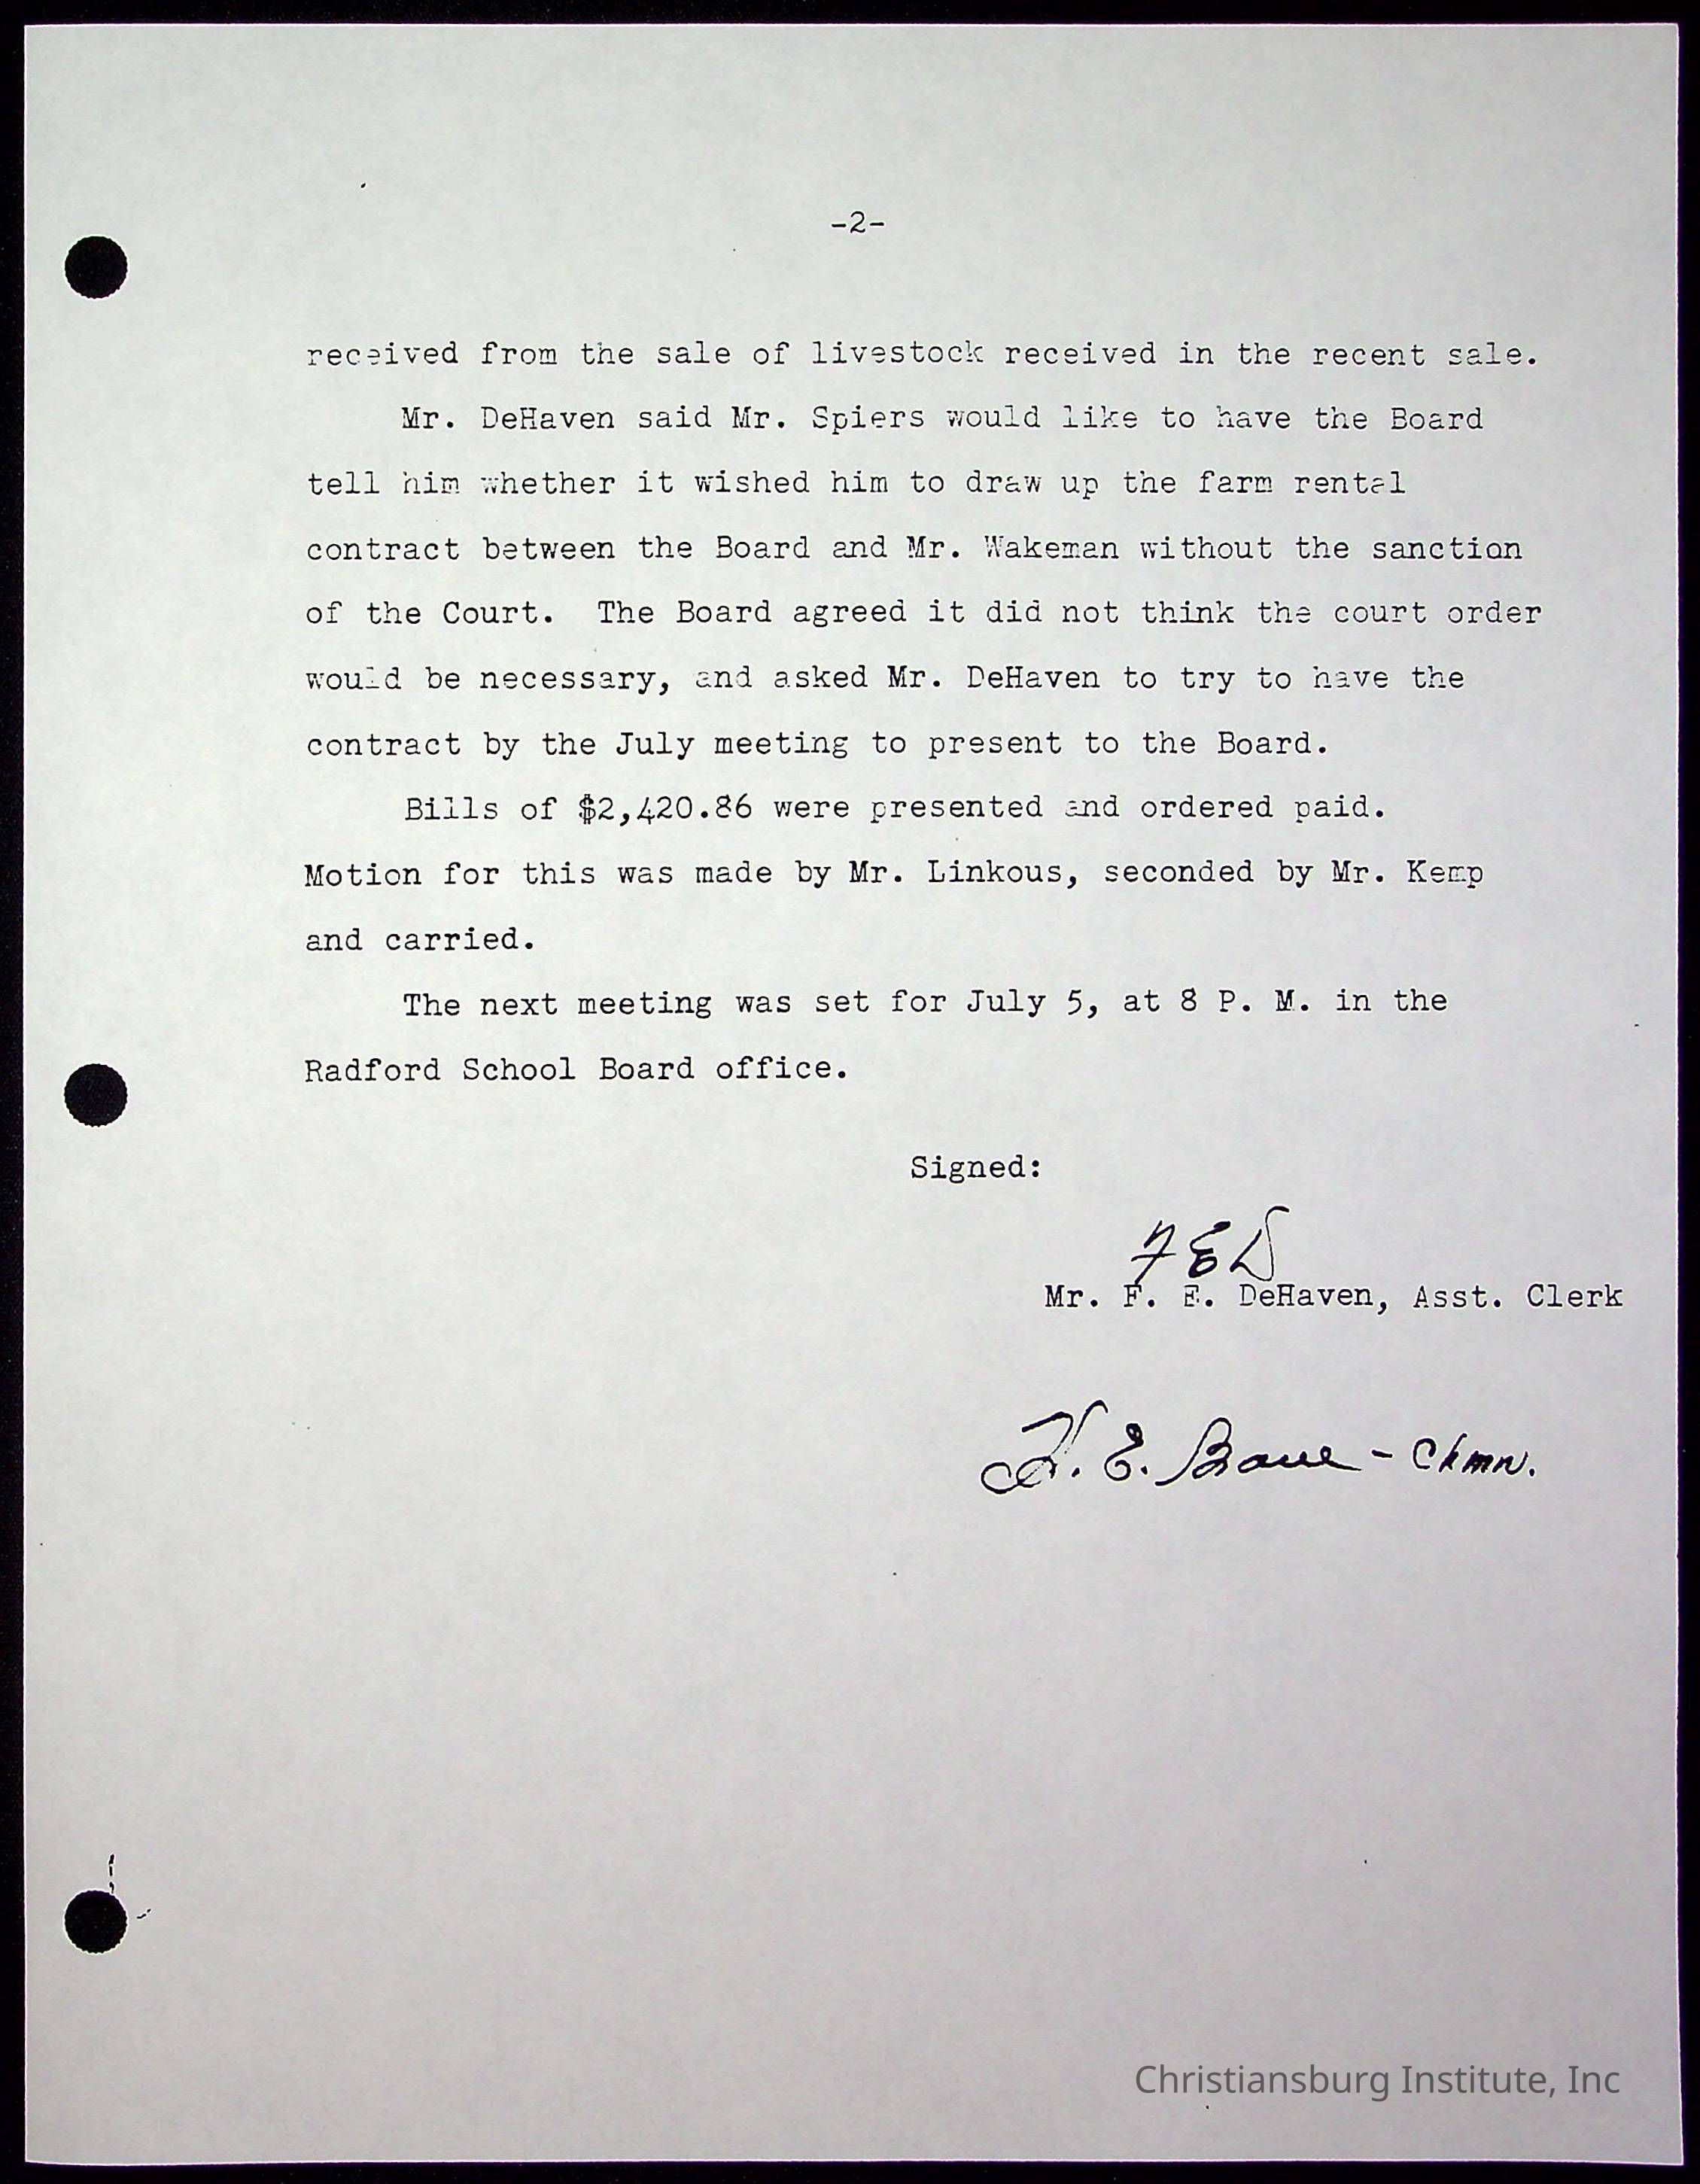 -2-
received from the sale of livestock received in the recent sale.
Mr. DeHaven said Mr. Spiers would like to have the Board
tell him whether it wished him to draw up the farm rental
contract between the Board and Mr. Wakeman without the sanction
of the Court. The Board agreed it did not think the court order
would be necessary, and asked Mr. DeHaven to try to have the
contract by the July meeting to present to the Board.
Bills of $2,420.86 were presented and ordered paid.
Motion for this was made by Mr. Linkous, seconded by Mr. Kemp
and carried.
The next meeting was set for July 5, at 8 P. M. in the
Radford School Board office.
Signed:
FED
Mr. F. E. DeHaven, Asst. Clerk
H. E. - Chmn.
Christiansburg Institute, Inc